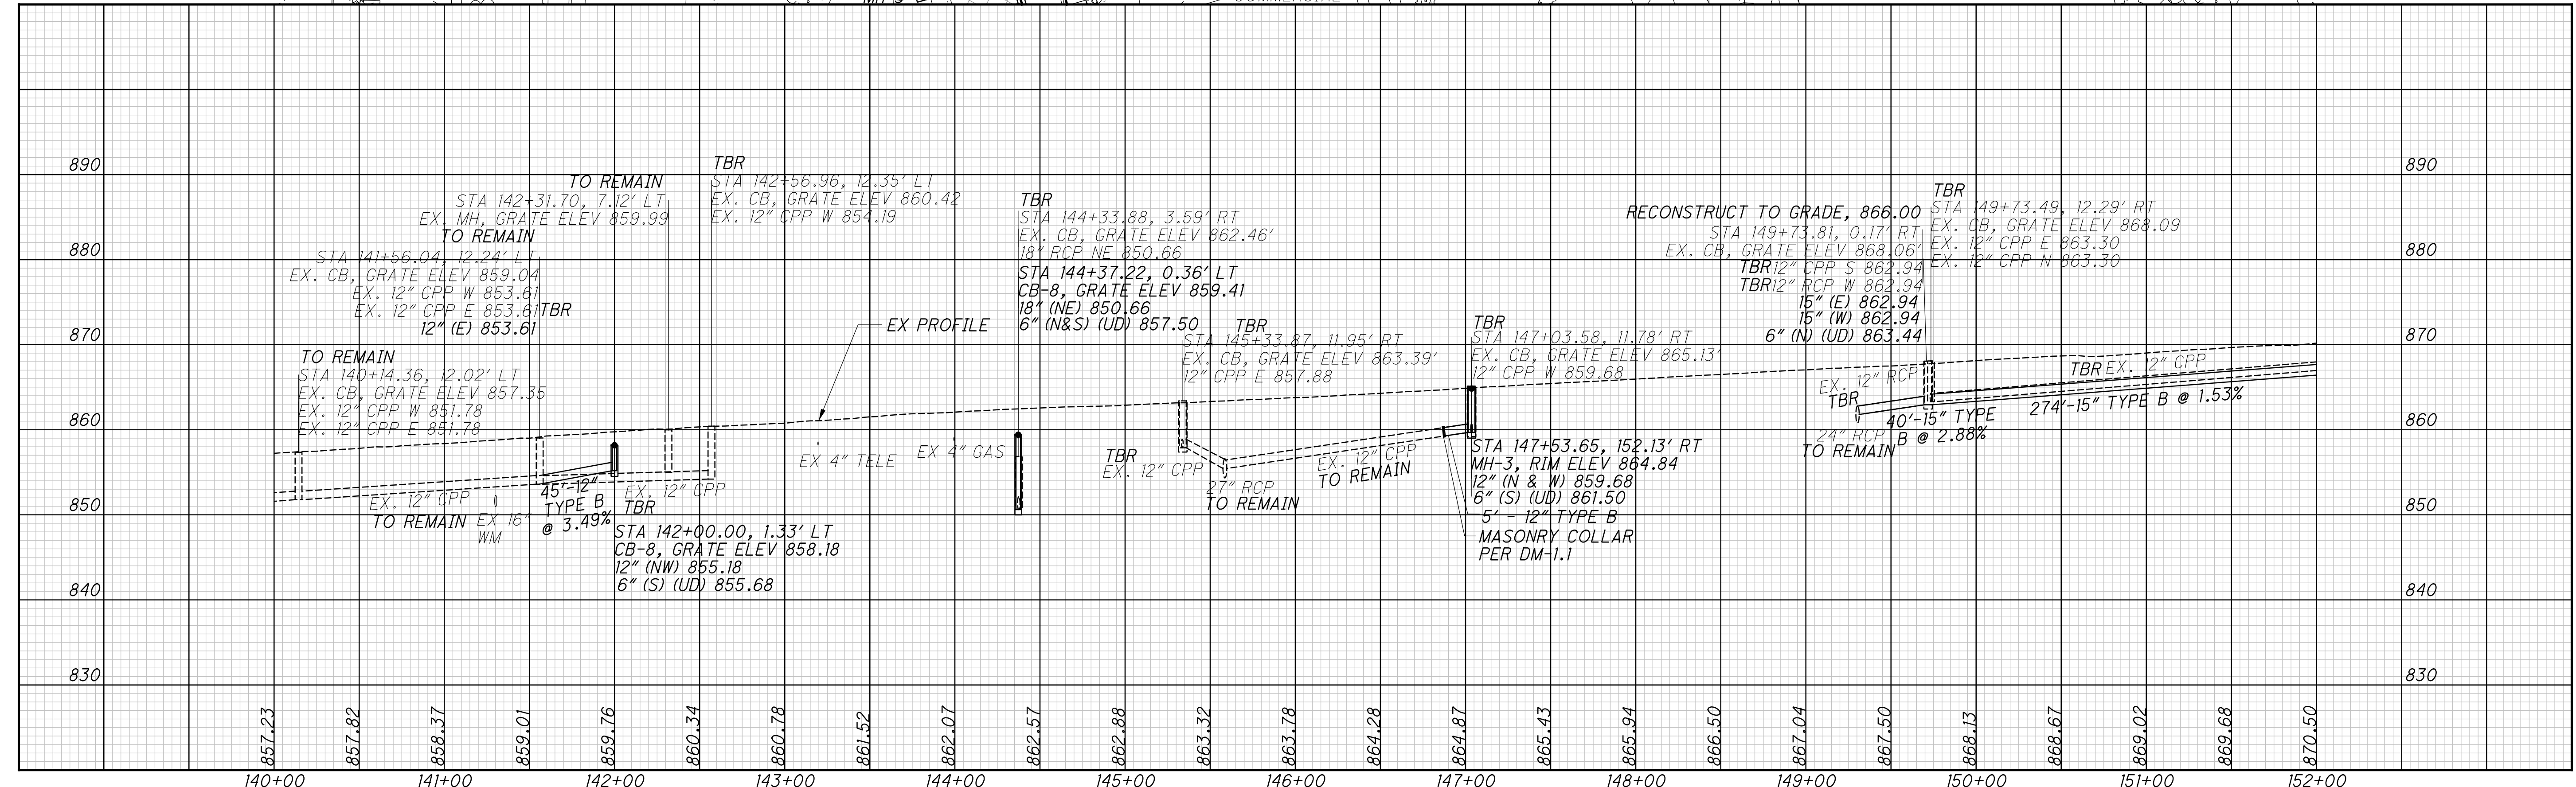 COMMERCIAL
890
890
880
880
870
870
860
860
850
850
840
840
830
830
TO REMAIN
STA 140+14.36, 12.02' LT
EX. CB, GRATE ELEV 857.35
EX. 12" CPP W 851.78
EX. 12" CPP E 851.78
TO REMAIN
STA 141+56.04, 12.24' LT
EX. CB, GRATE ELEV 859.04
EX. 12" CPP W 853.61
EX. 12" CPP E 853.61 TBR
12" (E) 853.61
TO REMAIN
STA 142+31.70, 7.12' LT
EX. MH, GRATE ELEV 859.99
TBR
STA 142+56.96, 12.35' LT
EX. CB, GRATE ELEV 860.42
EX. 12" CPP W 854.19
EX. 12" CPP
TO REMAIN
EX 16"
WM
45'-12"
TYPE B
@ 3.49%
EX. 12" CPP
TBR
STA 142+00.00, 1.33' LT
CB-8, GRATE ELEV 858.18
12" (NW) 855.18
6" (S) (UD) 855.68
EX PROFILE
EX 4" TELE
EX 4" GAS
TBR
STA 144+33.88, 3.59' RT
EX. CB, GRATE ELEV 862.46'
18" RCP NE 850.66
STA 144+37.22, 0.36' LT
CB-8, GRATE ELEV 859.41
18" (NE) 850.66
6" (N&S) (UD) 857.50
TBR
STA 145+33.87, 11.95' RT
EX. CB, GRATE ELEV 863.39'
12" CPP E 857.88
TBR
EX. 12" CPP
27" RCP
TO REMAIN
EX. 12" CPP
TO REMAIN
TBR
STA 147+03.58, 11.78' RT
EX. CB, GRATE ELEV 865.13'
12" CPP W 859.68
STA 147+53.65, 152.13' RT
MH-3, RIM ELEV 864.84
12" (N & W) 859.68
6" (S) (UD) 861.50
5' - 12" TYPE B
MASONRY COLLAR
PER DM-1.1
RECONSTRUCT TO GRADE, 866.00
STA 149+73.81, 0.17' RT
EX. CB, GRATE ELEV 868.06'
TBR 12" CPP S 862.94
TBR 12" RCP W 862.94
15" (E) 862.94
15" (W) 862.94
6" (N) (UD) 863.44
TBR
STA 149+73.49, 12.29' RT
EX. CB, GRATE ELEV 868.09
EX. 12" CPP E 863.30
EX. 12" CPP N 863.30
EX. 12" RCP
TBR
24" RCP
TO REMAIN
40'-15" TYPE
B @ 2.88%
TBR EX. 12" CPP
274'-15" TYPE B @ 1.53%
857.23
857.82
858.37
859.01
859.76
860.34
860.78
861.52
862.07
862.57
862.88
863.32
863.78
864.28
864.87
865.43
865.94
866.50
867.04
867.50
868.13
868.67
869.02
869.68
870.50
140+00
141+00
142+00
143+00
144+00
145+00
146+00
147+00
148+00
149+00
150+00
151+00
152+00